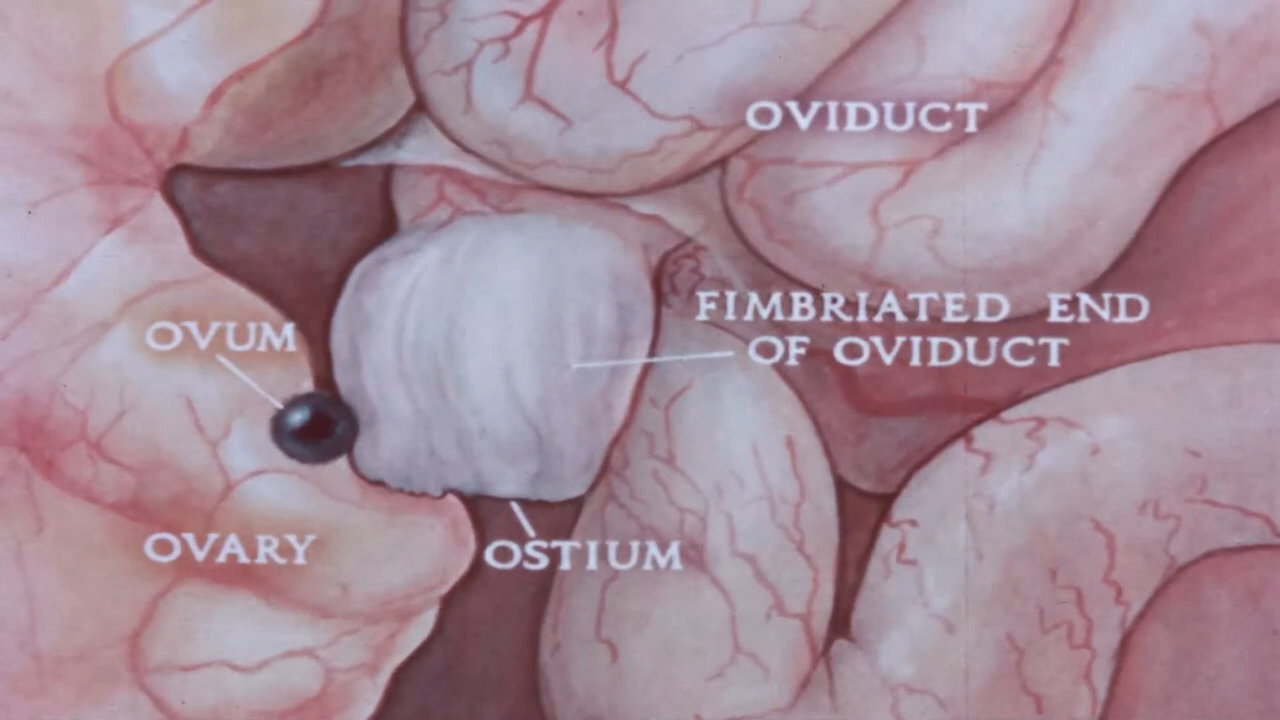 OVIDUCT
FIMBRIATED END
OF OVIDUCT
OVUM
OVARY
OSTIUM